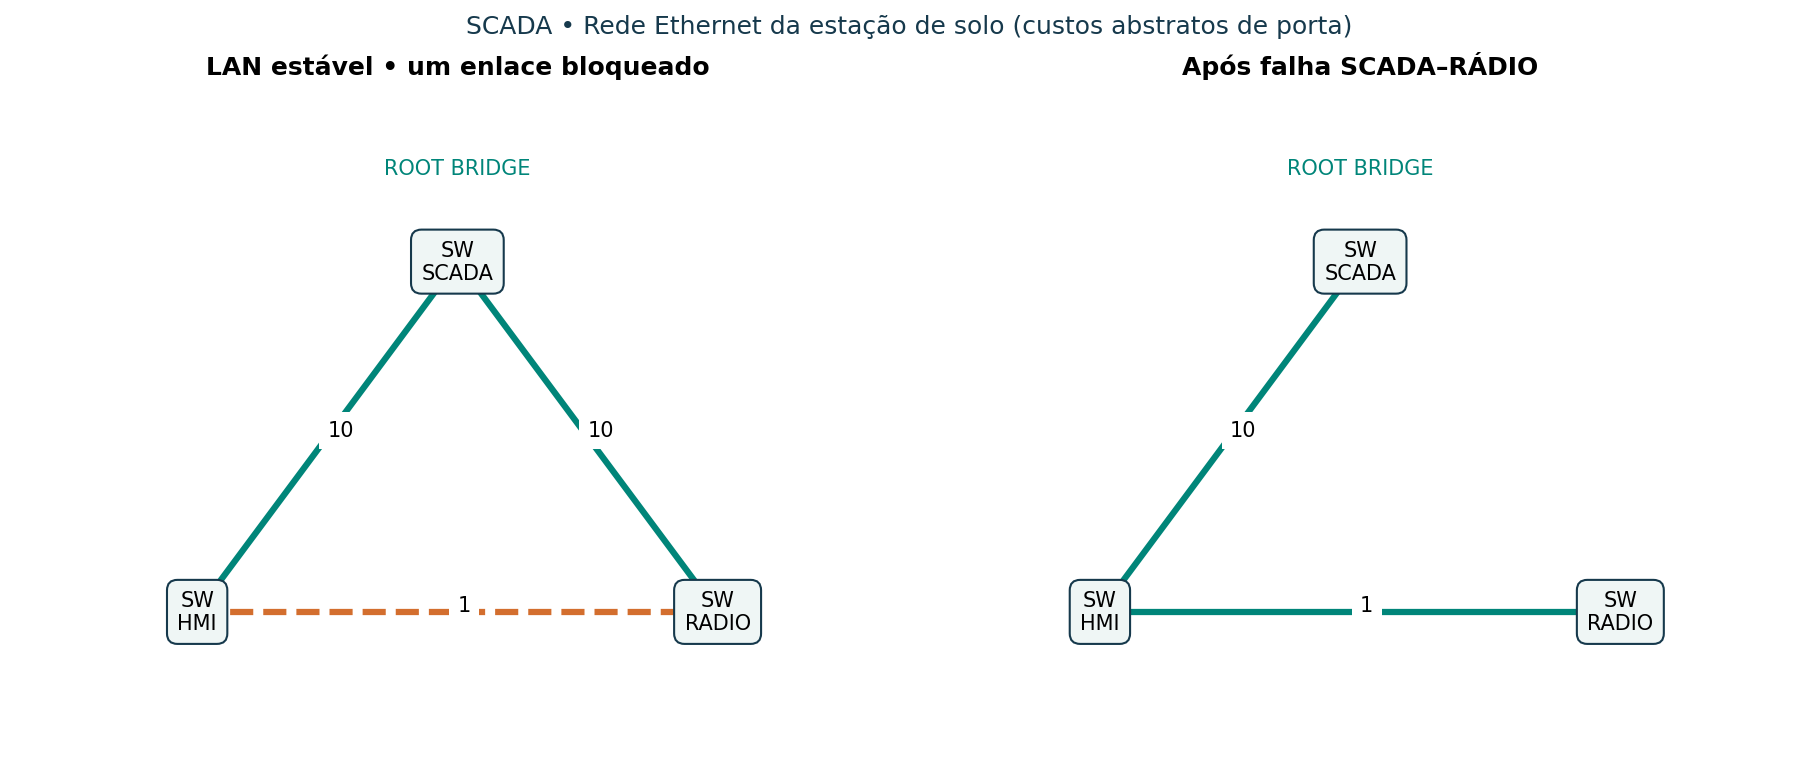 SCADA • Rede Ethernet da estação de solo (custos abstratos de porta)
LAN estável • um enlace bloqueado
ROOT BRIDGE
SW
SCADA
10
10
SW
HMI
1
SW
RADIO
Após falha SCADA–RÁDIO
ROOT BRIDGE
SW
SCADA
10
SW
HMI
1
SW
RADIO